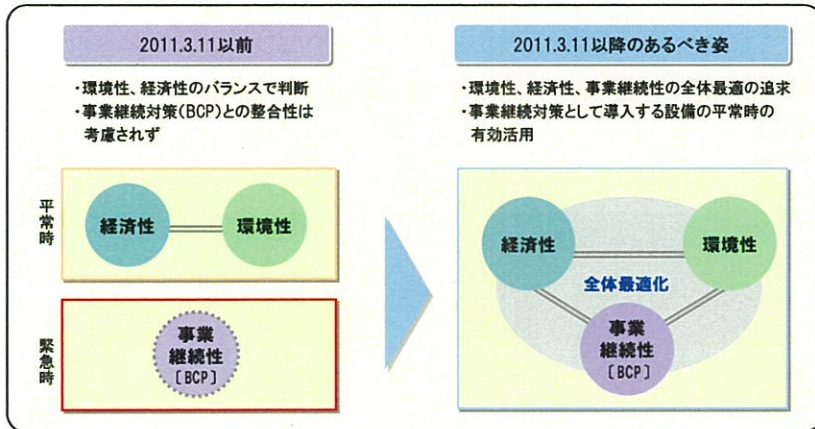 2011.3.11以前
・環境性、経済性のバランスで判断
・事業継続対策(BCP)との整合性は
考慮されず
平常時
経済性
環境性
緊急時
事業
継続性
[BCP]
2011.3.11以降のあるべき姿
・環境性、経済性、事業継続性の全体最適の追求
・事業継続対策として導入する設備の平常時の
有効活用
経済性
環境性
全体最適化
事業
継続性
[BCP]